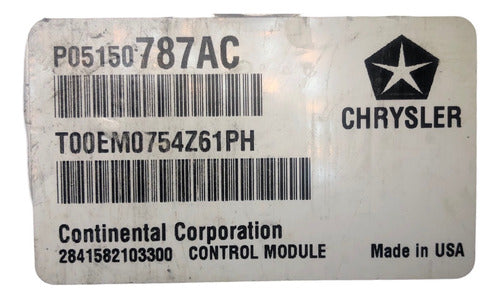 P05150787AC
CHRYSLER
T00EM0754Z61PH
Continental Corporation
2841582103300 CONTROL MODULE Made in USA